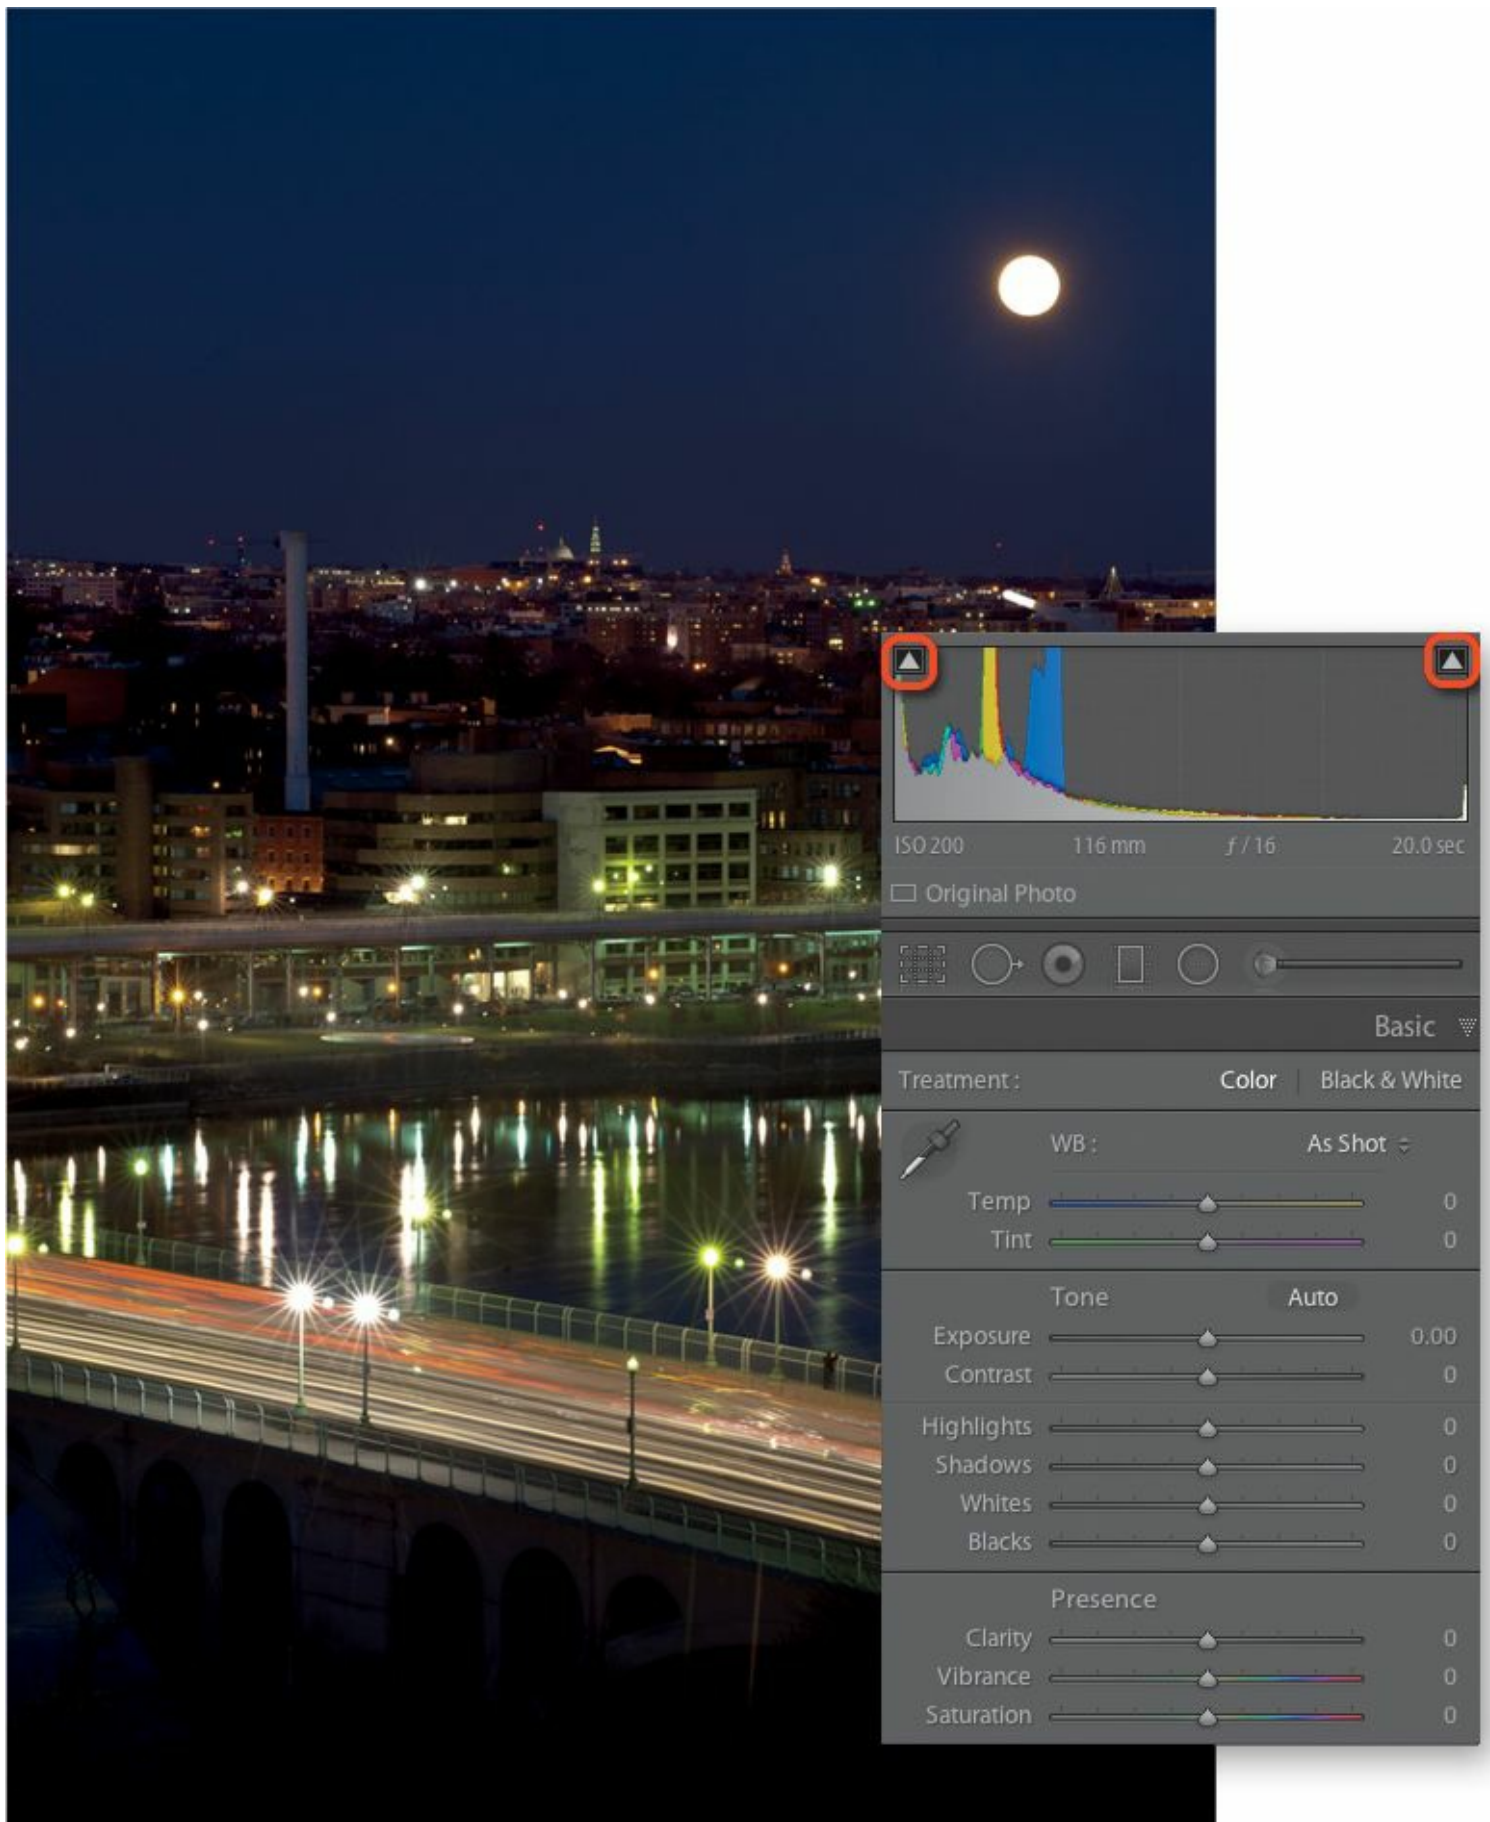 ISO 200 116 mm ƒ / 16 20.0 sec
Original Photo
Basic
Treatment : Color | Black & White
WB : As Shot
Temp 0
Tint 0
Tone Auto
Exposure 0.00
Contrast 0
Highlights 0
Shadows 0
Whites 0
Blacks 0
Presence
Clarity 0
Vibrance 0
Saturation 0